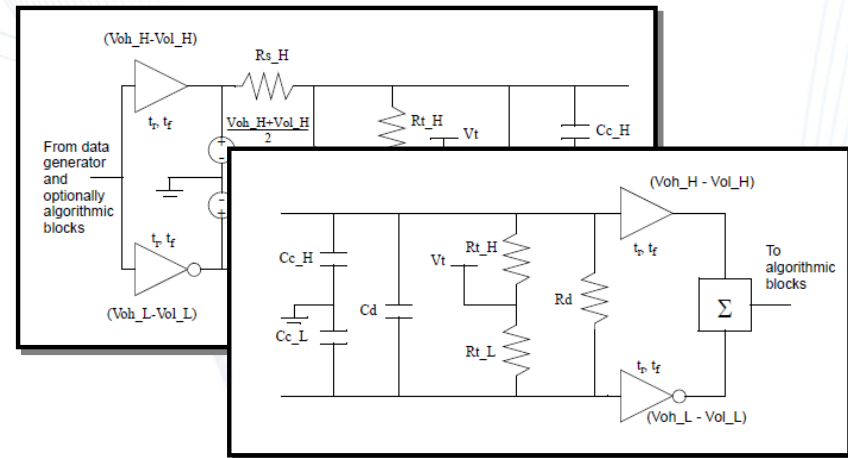 (Voh_H-Vol_H)
Rs_H
tr, tf
Voh_H+Vol_H
2
Rt_H
Vt
Cc_H
+
-
From data
generator
and
optionally
algorithmic
blocks
-
+
tr, tf
(Voh_L-Vol_L)
(Voh_H - Vol_H)
Cc_H
Vt
Rt_H
tr, tf
To
algorithmic
blocks
Cd
Rd
Σ
Cc_L
Rt_L
tr, tf
(Voh_L - Vol_L)